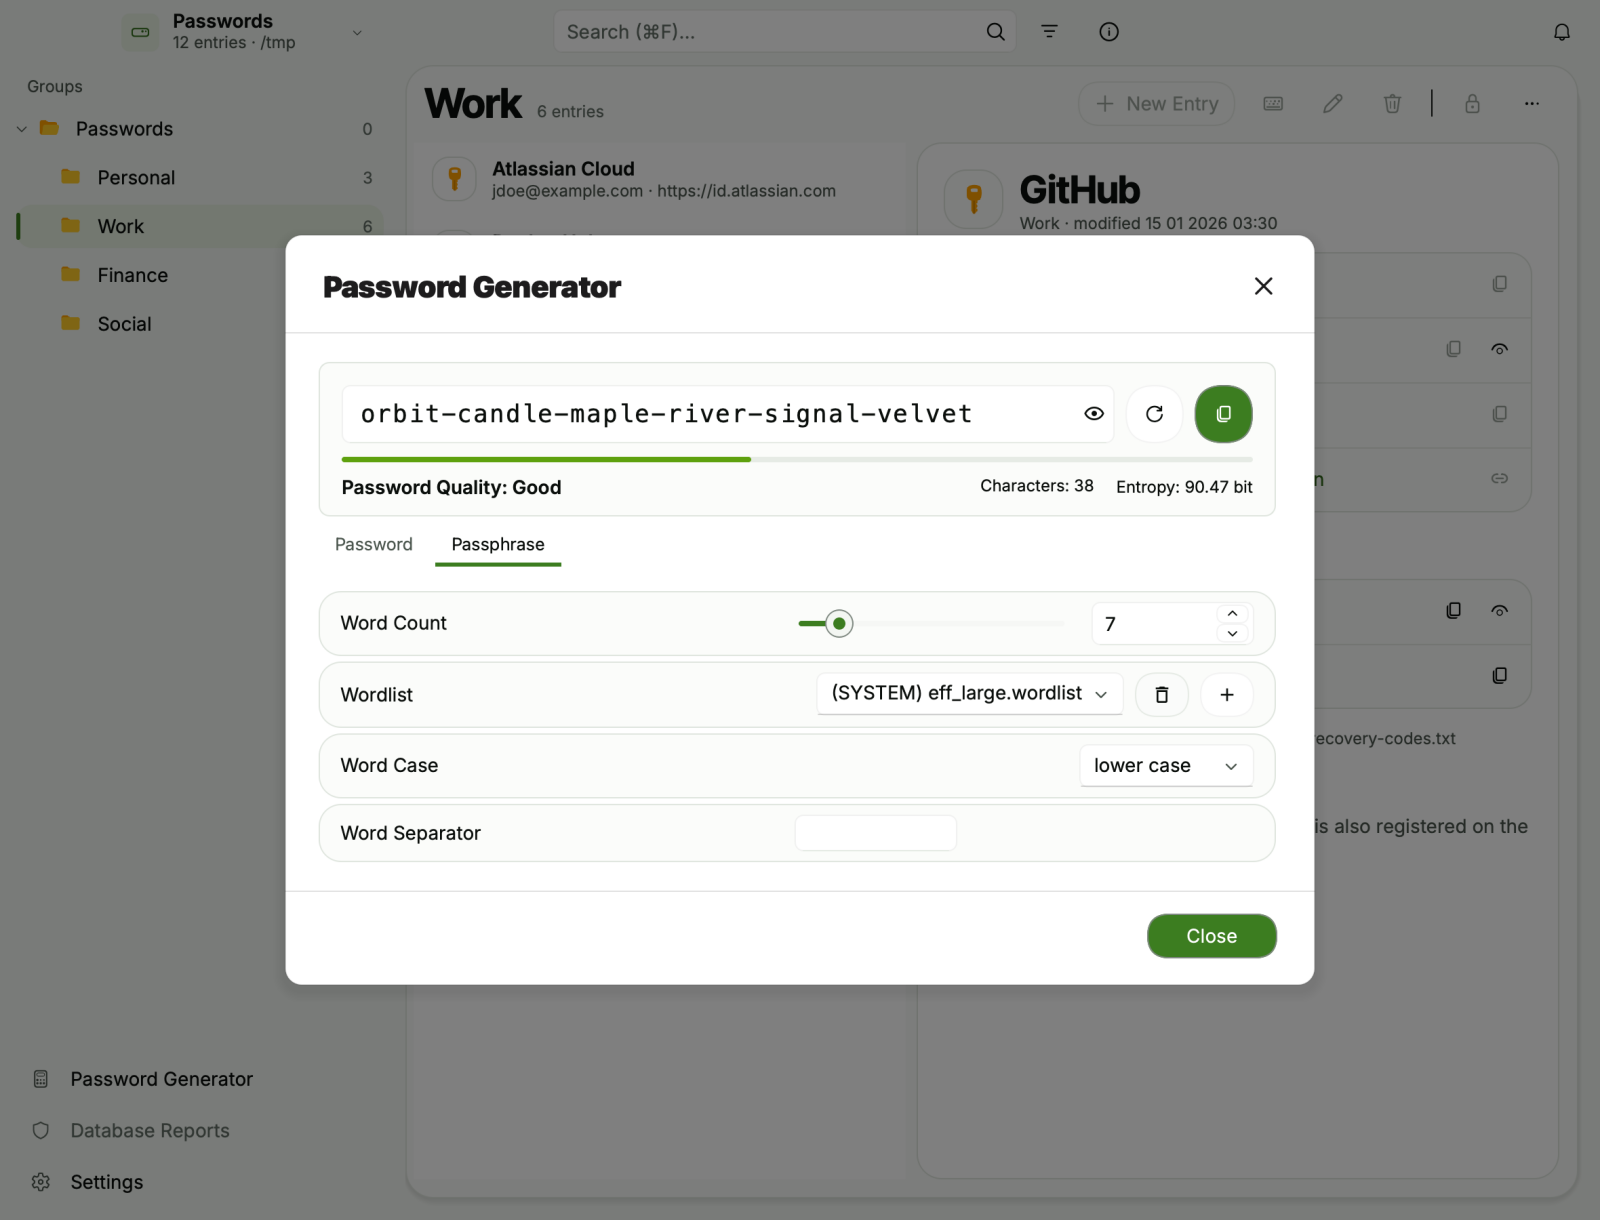 Passwords
12 entries · /tmp
Search (⌘F)...
Groups
Passwords 0
Personal 3
Work 6
Finance
Social
Password Generator
Database Reports
Settings
Work 6 entries
New Entry
Atlassian Cloud
jdoe@example.com · https://id.atlassian.com
GitHub
Work · modified 15 01 2026 03:30
n
ecovery-codes.txt
is also registered on the
Password Generator
orbit-candle-maple-river-signal-velvet
Password Quality: Good
Characters: 38
Entropy: 90.47 bit
Password
Passphrase
Word Count
7
Wordlist
(SYSTEM) eff_large.wordlist
Word Case
lower case
Word Separator
Close